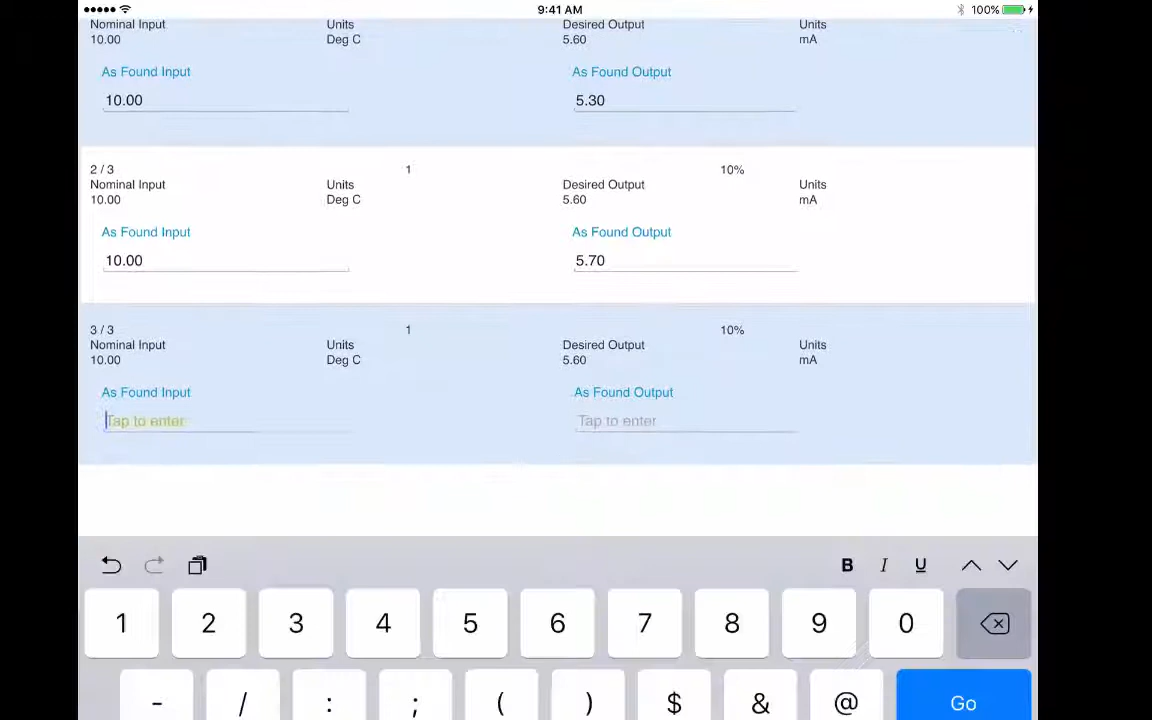 9:41 AM 100%
Nominal Input Units Desired Output Units
10.00 Deg C 5.60 mA
As Found Input As Found Output
10.00 5.30
2 / 3 1 10%
Nominal Input Units Desired Output Units
10.00 Deg C 5.60 mA
As Found Input As Found Output
10.00 5.70
3 / 3 1 10%
Nominal Input Units Desired Output Units
10.00 Deg C 5.60 mA
As Found Input As Found Output
Tap to enter Tap to enter
B I U
1 2 3 4 5 6 7 8 9 0
- / : ; ( ) $ & @ Go